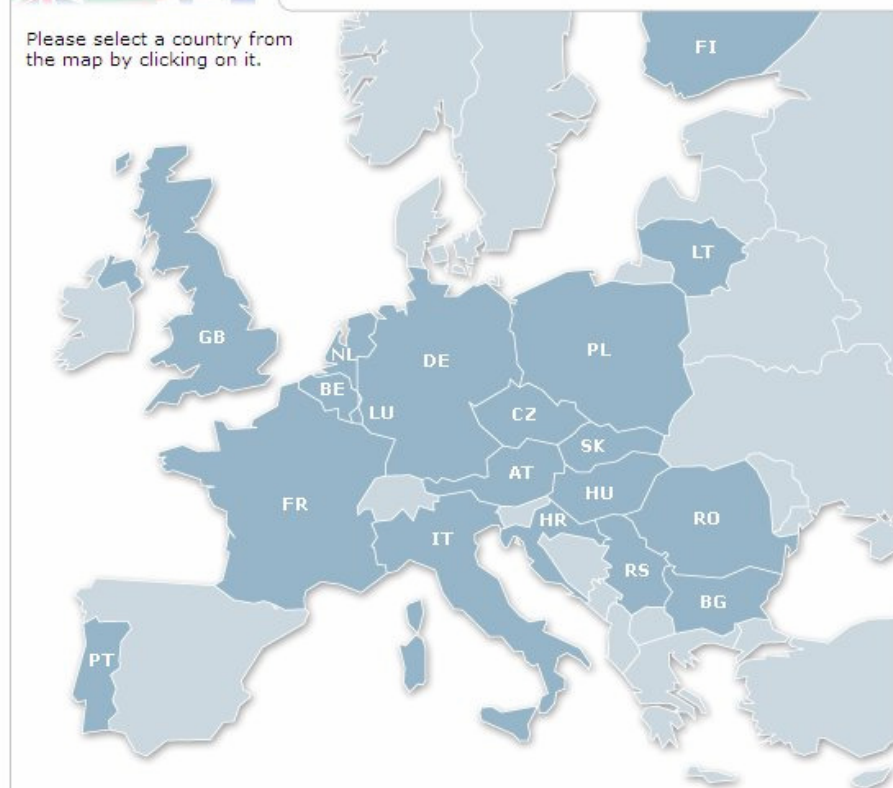 Please select a country from
the map by clicking on it.
FI
LT
GB
NL
DE
PL
BE
LU
CZ
SK
AT
HU
FR
HR
RO
IT
RS
BG
PT